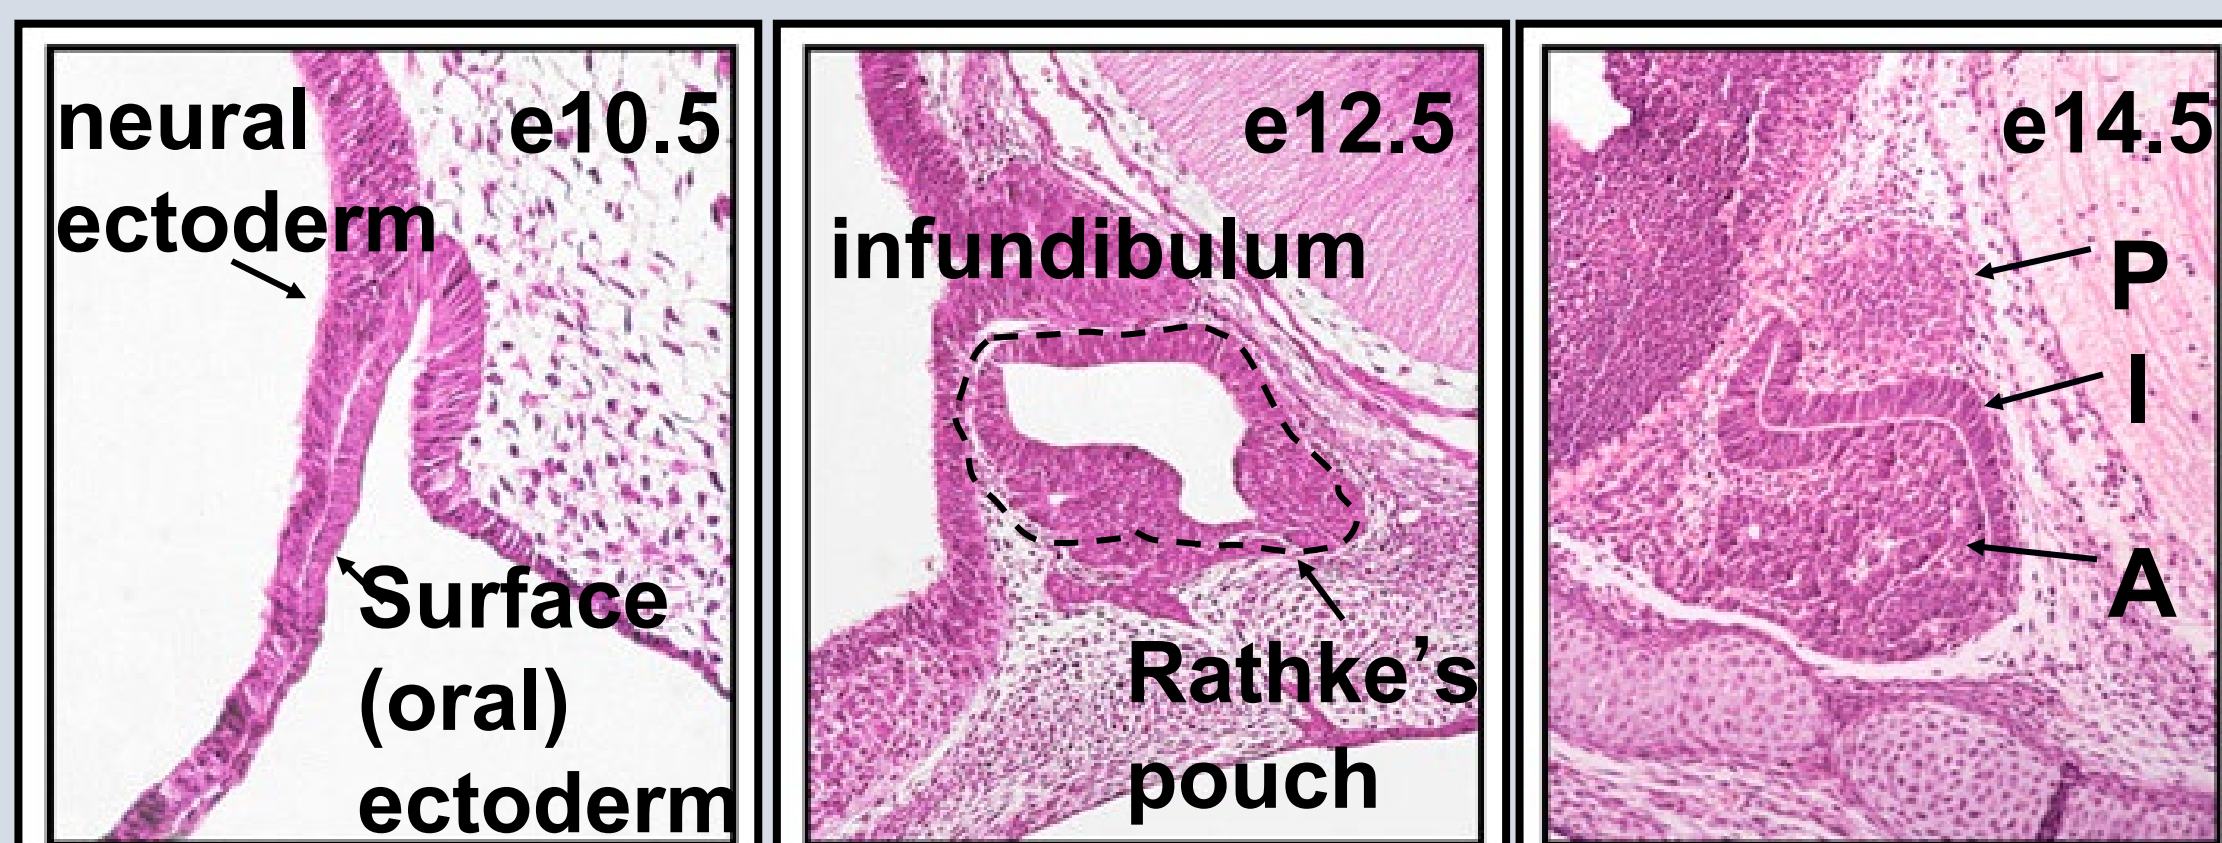 neural
ectoderm
e10.5
Surface
(oral)
ectoderm
e12.5
infundibulum
Rathke’s
pouch
e14.5
P
I
A